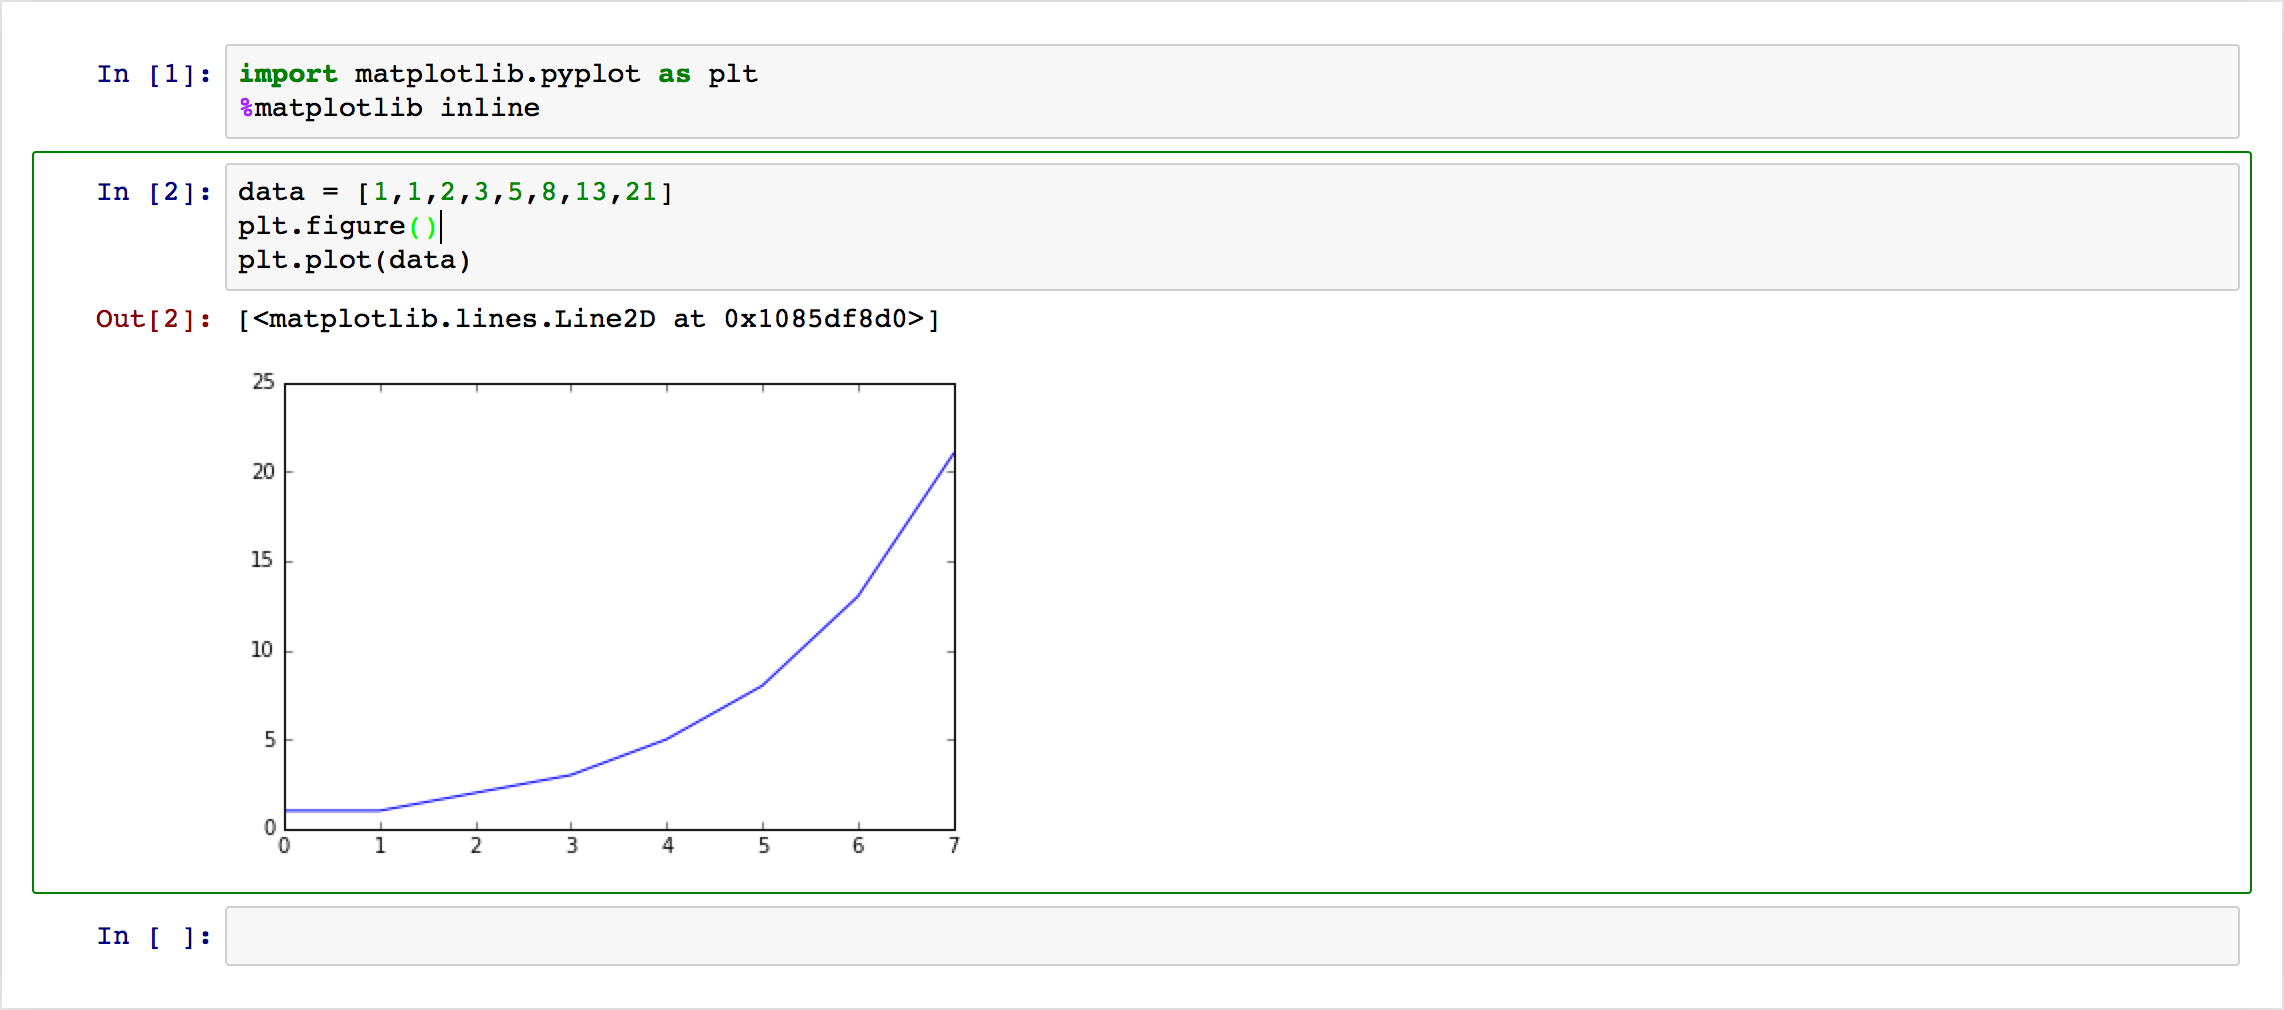 In [1]: import matplotlib.pyplot as plt
%matplotlib inline
In [2]: data = [1,1,2,3,5,8,13,21]
plt.figure()
plt.plot(data)
Out[2]: [<matplotlib.lines.Line2D at 0x1085df8d0>]
25
20
15
10
5
0
0 1 2 3 4 5 6 7
In [ ]: